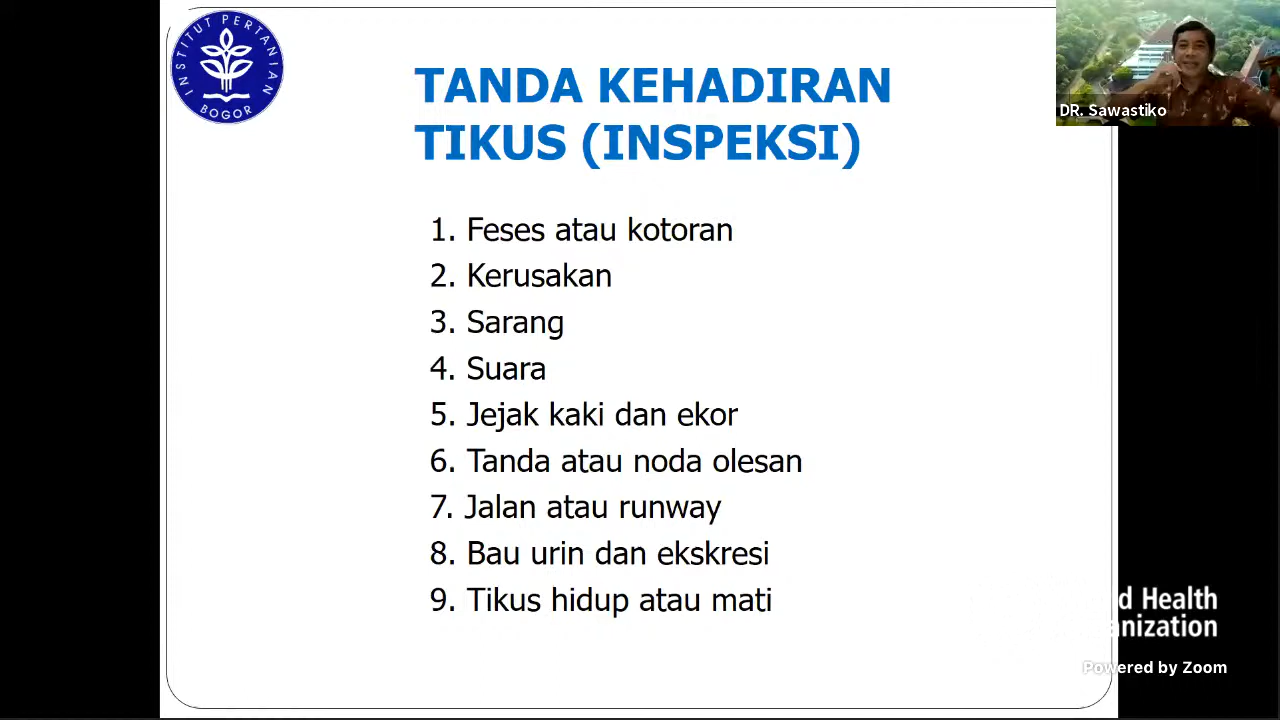 INSTITUT PERTANIAN
BOGOR
TANDA KEHADIRAN
TIKUS (INSPEKSI)
1. Feses atau kotoran
2. Kerusakan
3. Sarang
4. Suara
5. Jejak kaki dan ekor
6. Tanda atau noda olesan
7. Jalan atau runway
8. Bau urin dan ekskresi
9. Tikus hidup atau mati
DR. Sawastiko
Health
Powered by Zoom